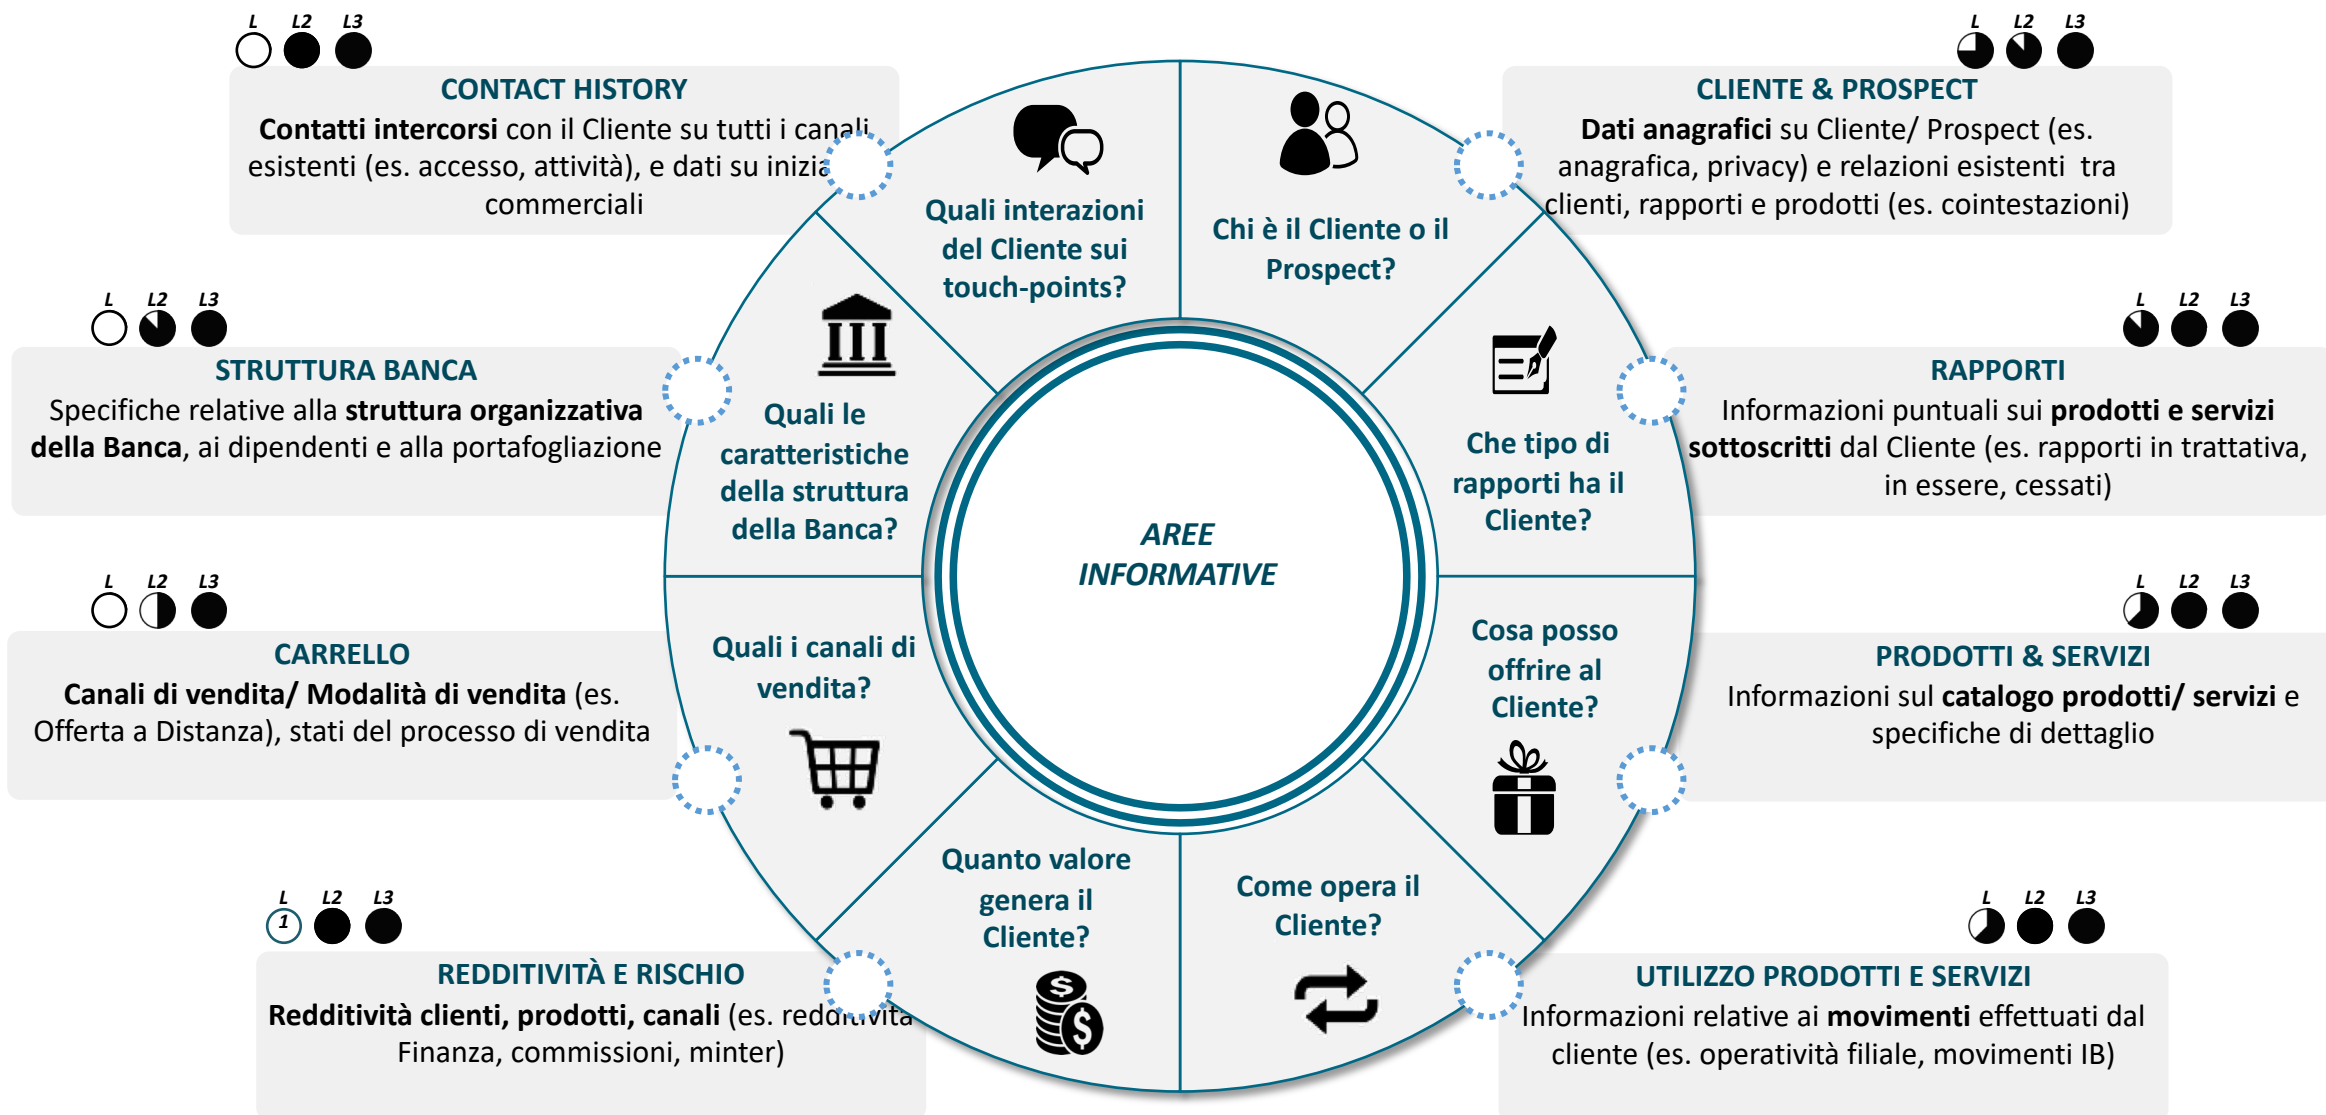 L L2 L3
CONTACT HISTORY
Contatti intercorsi con il Cliente su tutti i canali
esistenti (es. accesso, attività), e dati su inizia
commerciali
L L2 L3
CLIENTE & PROSPECT
Dati anagrafici su Cliente/ Prospect (es.
anagrafica, privacy) e relazioni esistenti tra
clienti, rapporti e prodotti (es. cointestazioni)
Quali interazioni
del Cliente sui
touch-points?
Chi è il Cliente o il
Prospect?
L L2 L3
STRUTTURA BANCA
Specifiche relative alla struttura organizzativa
della Banca, ai dipendenti e alla portafogliazione
Quali le
caratteristiche
della struttura
della Banca?
Che tipo di
rapporti ha il
Cliente?
L L2 L3
RAPPORTI
Informazioni puntuali sui prodotti e servizi
sottoscritti dal Cliente (es. rapporti in trattativa,
in essere, cessati)
AREE
INFORMATIVE
L L2 L3
CARRELLO
Canali di vendita/ Modalità di vendita (es.
Offerta a Distanza), stati del processo di vendita
Quali i canali di
vendita?
Cosa posso
offrire al
Cliente?
L L2 L3
PRODOTTI & SERVIZI
Informazioni sul catalogo prodotti/ servizi e
specifiche di dettaglio
L L2 L3
1
REDDITIVITÀ E RISCHIO
Redditività clienti, prodotti, canali (es. redditività
Finanza, commissioni, minter)
Quanto valore
genera il
Cliente?
Come opera il
Cliente?
L L2 L3
UTILIZZO PRODOTTI E SERVIZI
Informazioni relative ai movimenti effettuati dal
cliente (es. operatività filiale, movimenti IB)